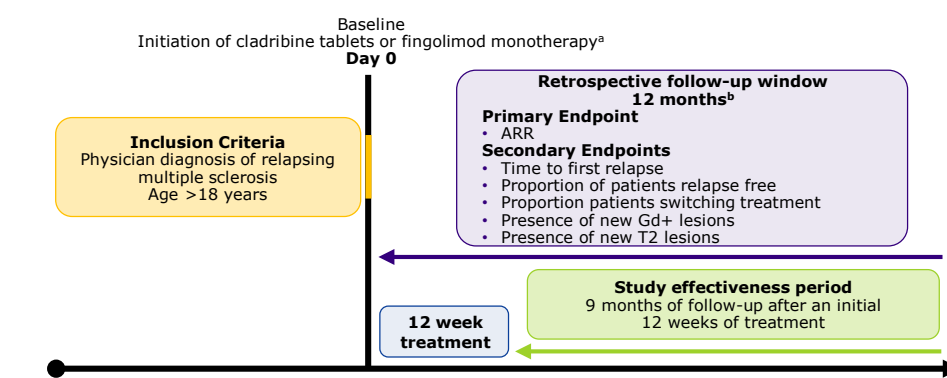 Baseline
Initiation of cladribine tablets or fingolimod monotherapyᵃ
Day 0
Inclusion Criteria
Physician diagnosis of relapsing
multiple sclerosis
Age >18 years
Retrospective follow-up window
12 monthsᵇ
Primary Endpoint
• ARR
Secondary Endpoints
• Time to first relapse
• Proportion of patients relapse free
• Proportion patients switching treatment
• Presence of new Gd+ lesions
• Presence of new T2 lesions
Study effectiveness period
9 months of follow-up after an initial
12 weeks of treatment
12 week
treatment